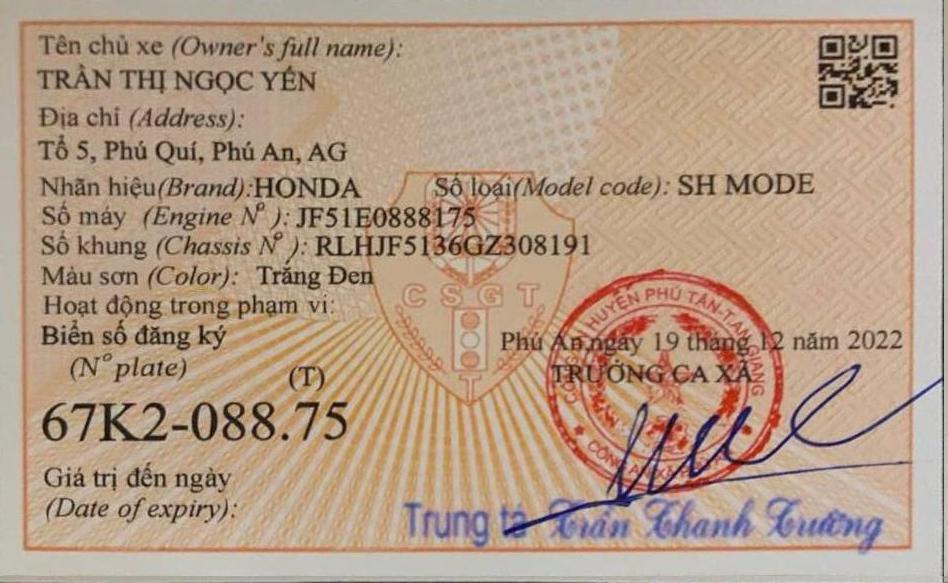 Tên chủ xe (Owner's full name):
TRẦN THỊ NGỌC YẾN
Địa chỉ (Address):
Tổ 5, Phú Quí, Phú An, AG
Nhãn hiệu(Brand):HONDA Số loại(Model code): SH MODE
Số máy (Engine Nº ): JF51E0888175
Số khung (Chassis Nº ): RLHJF5136GZ308191
Màu sơn (Color): Trắng Đen
Hoạt động trong phạm vi:
CSGT
Biển số đăng ký
(Nº plate)
(T)
67K2-088.75
Giá trị đến ngày
(Date of expiry):
Phú An,ngày 19 tháng 12 năm 2022
TRƯỞNG CA XÃ
HUYỆN PHÚ TÂN-T.AN GIANG
CÔNG AN XÃ
Trung tá Trần Thanh Trường